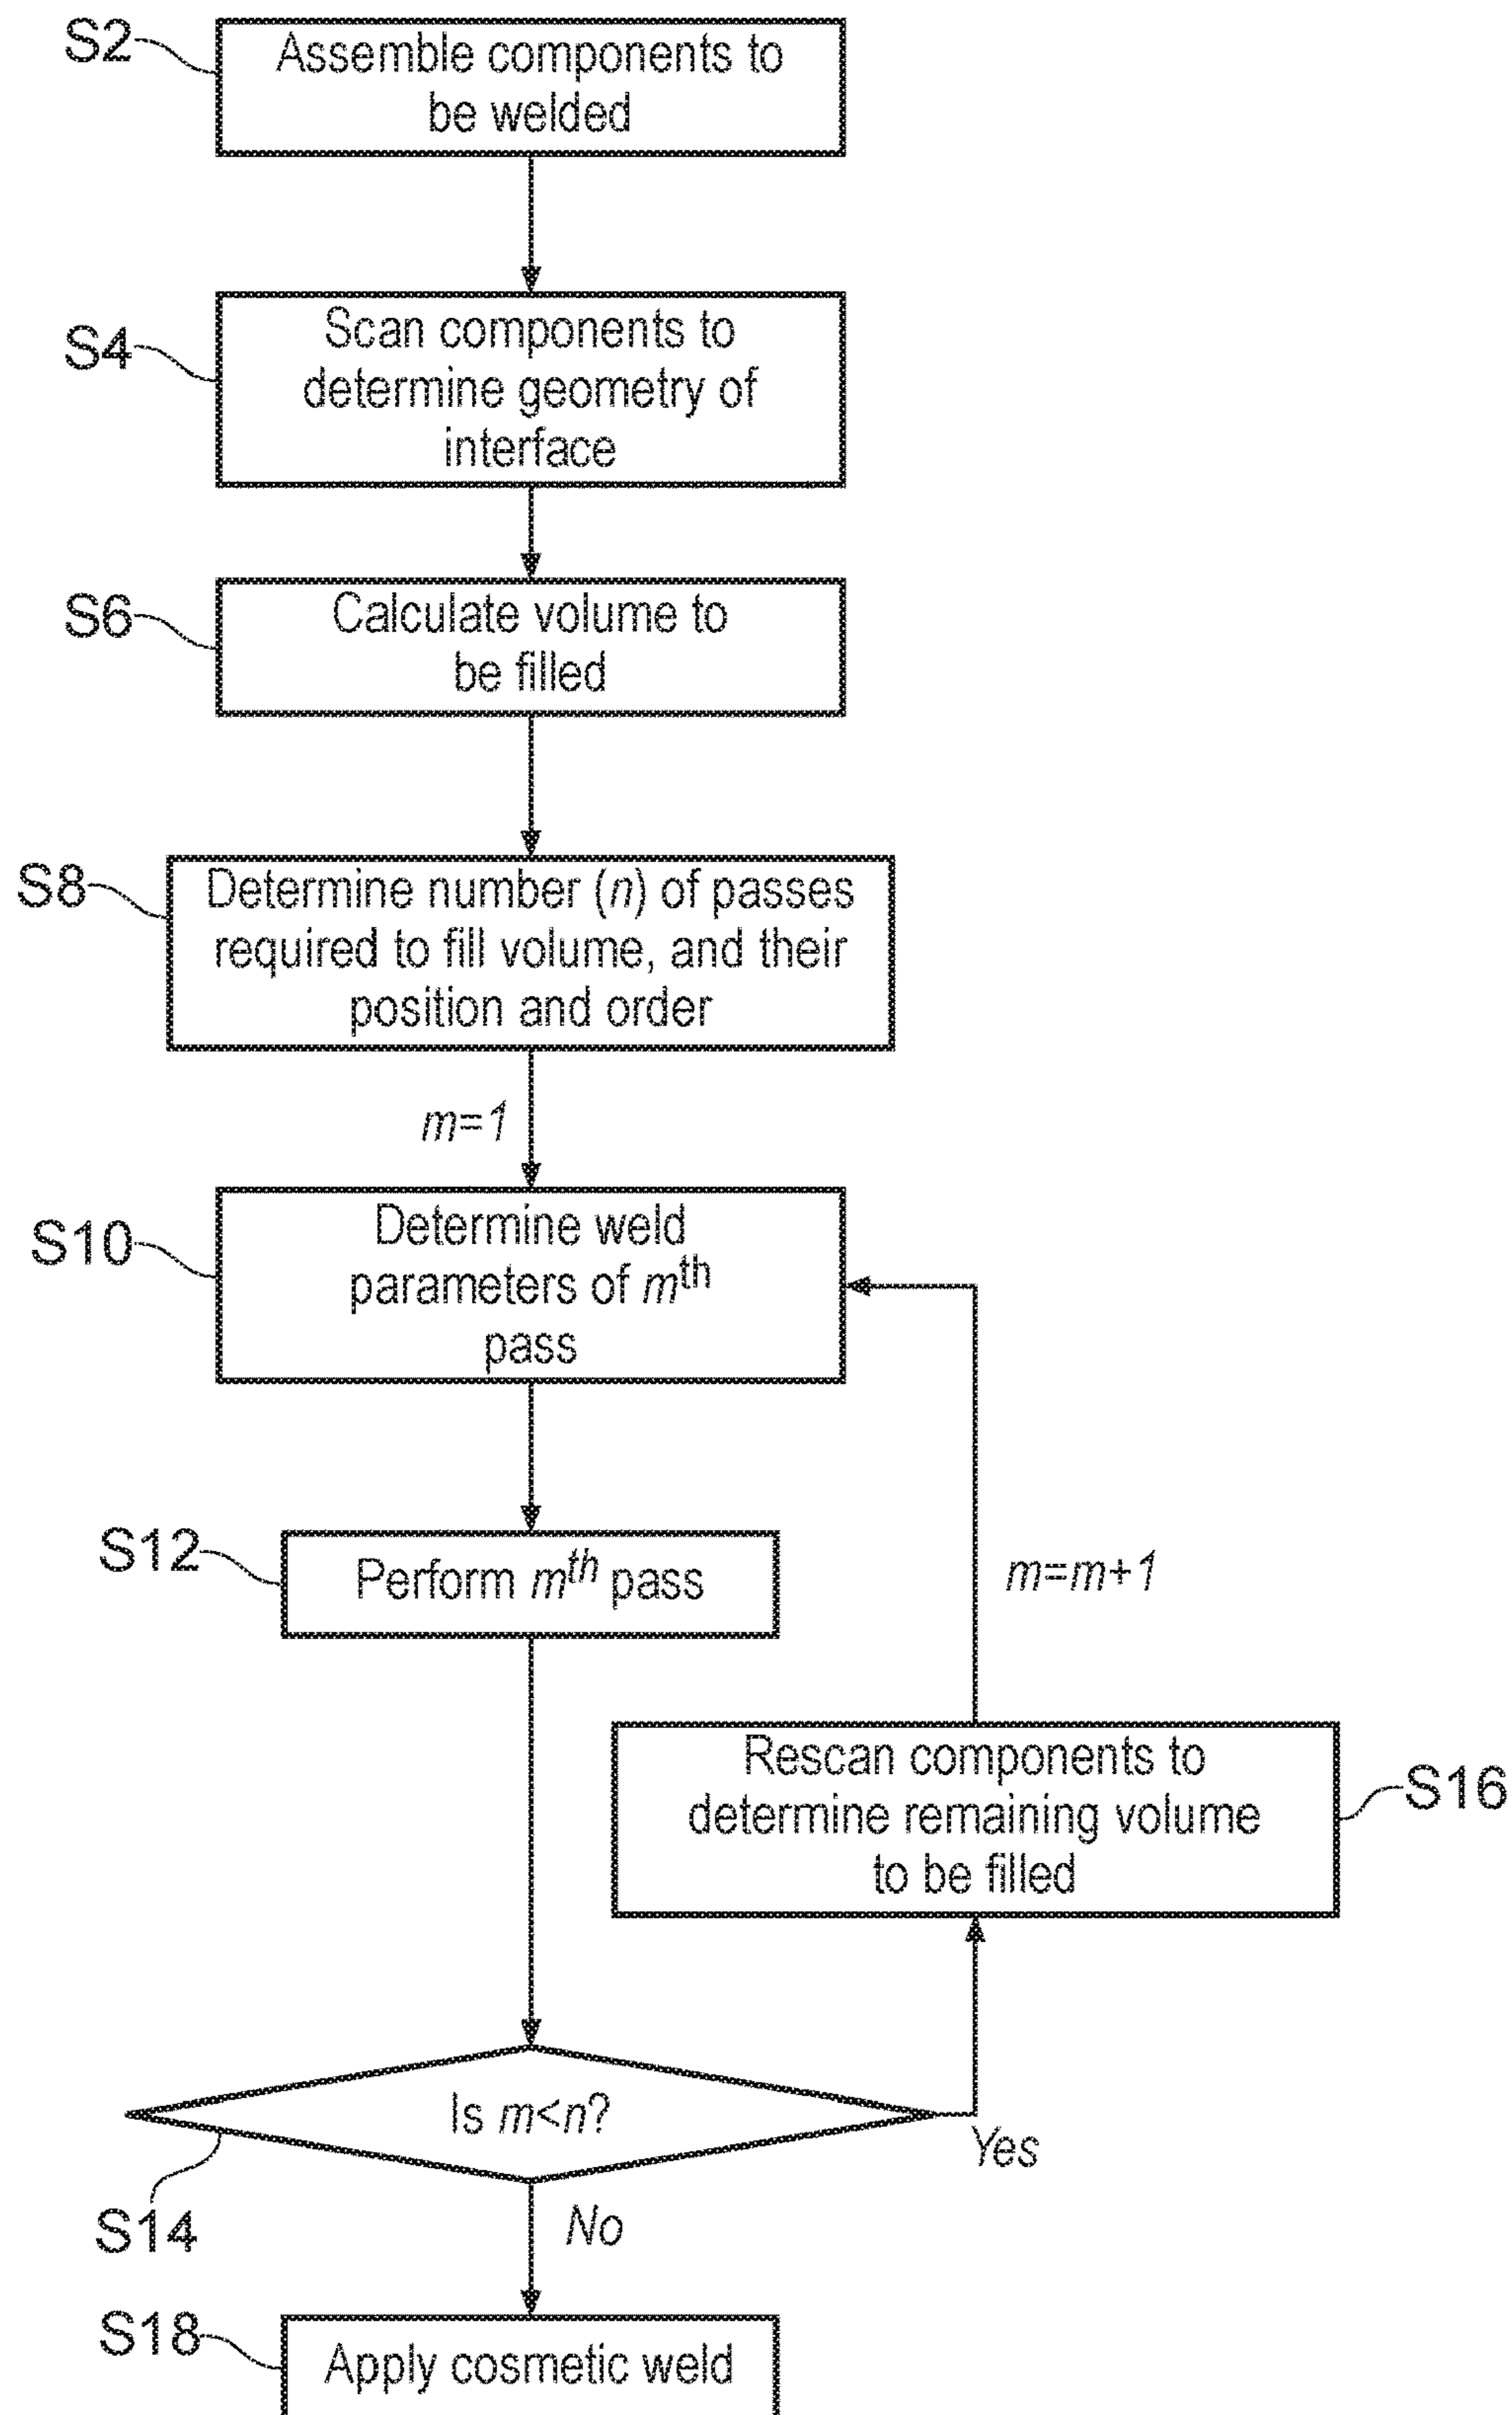 S2
Assemble components to
be welded
S4
Scan components to
determine geometry of
interface
S6
Calculate volume to
be filled
S8
Determine number (n) of passes
required to fill volume, and their
position and order
m=1
S10
Determine weld
parameters of mth
pass
S12
Perform mth pass
m=m+1
Rescan components to
determine remaining volume
to be filled
S16
Is m<n?
Yes
S14
No
S18
Apply cosmetic weld